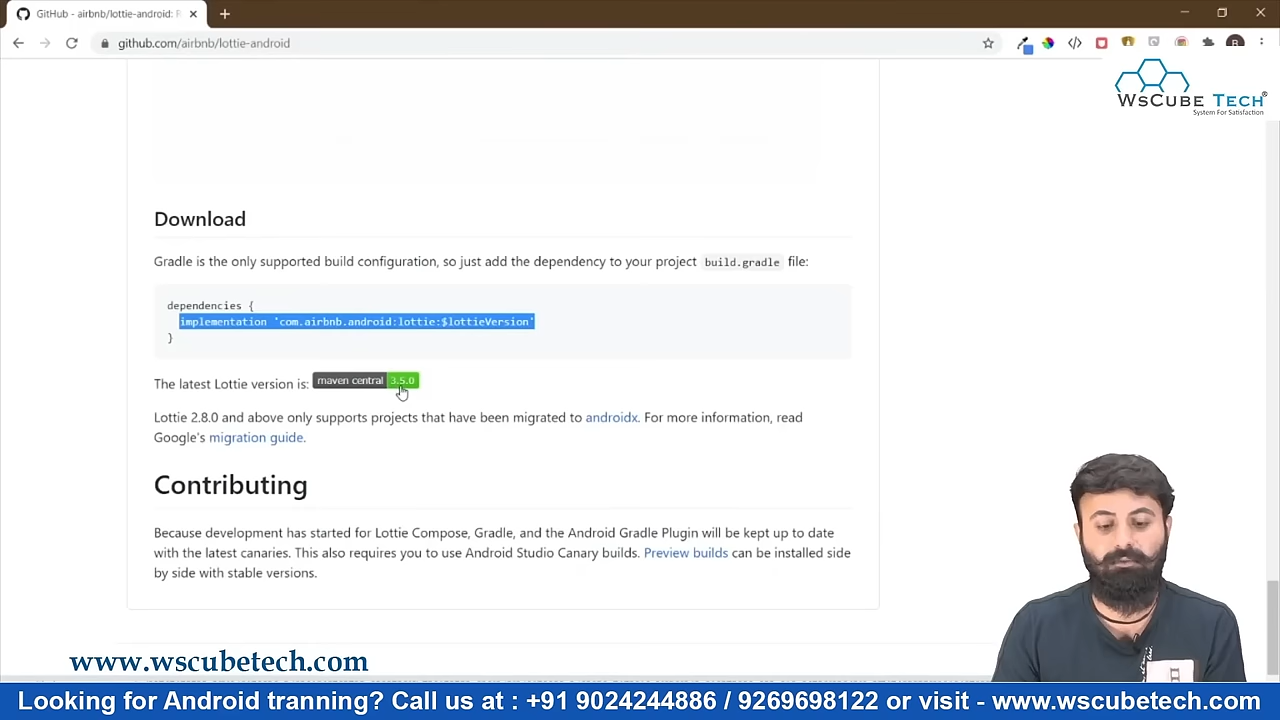 GitHub - airbnb/lottie-android: R
github.com/airbnb/lottie-android
WsCube Tech®
System For Satisfaction
Download
Gradle is the only supported build configuration, so just add the dependency to your project build.gradle file:
dependencies {
implementation 'com.airbnb.android:lottie:$lottieVersion'
}
The latest Lottie version is: maven central 3.5.0
Lottie 2.8.0 and above only supports projects that have been migrated to androidx. For more information, read
Google's migration guide.
Contributing
Because development has started for Lottie Compose, Gradle, and the Android Gradle Plugin will be kept up to date
with the latest canaries. This also requires you to use Android Studio Canary builds. Preview builds can be installed side
by side with stable versions.
www.wscubetech.com
Looking for Android tranning? Call us at : +91 9024244886 / 9269698122 or visit - www.wscubetech.com